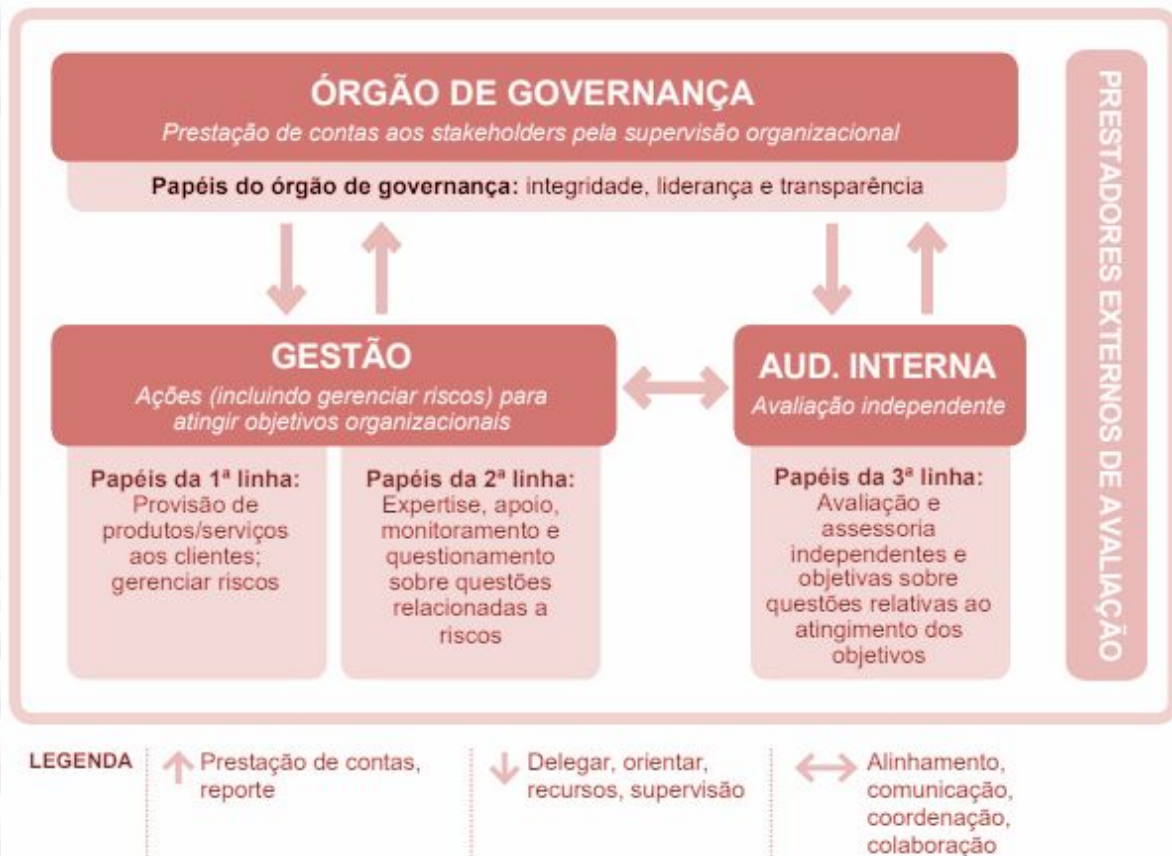 ÓRGÃO DE GOVERNANÇA
Prestação de contas aos stakeholders pela supervisão organizacional
Papéis do órgão de governança: integridade, liderança e transparência
GESTÃO
Ações (incluindo gerenciar riscos) para
atingir objetivos organizacionais
Papéis da 1ª linha:
Provisão de
produtos/serviços
aos clientes;
gerenciar riscos
Papéis da 2ª linha:
Expertise, apoio,
monitoramento e
questionamento
sobre questões
relacionadas a
riscos
AUD. INTERNA
Avaliação independente
Papéis da 3ª linha:
Avaliação e
assessoria
independentes e
objetivas sobre
questões relativas ao
atingimento dos
objetivos
PRESTADORES EXTERNOS DE AVALIAÇÃO
LEGENDA
Prestação de contas,
reporte
Delegar, orientar,
recursos, supervisão
Alinhamento,
comunicação,
coordenação,
colaboração